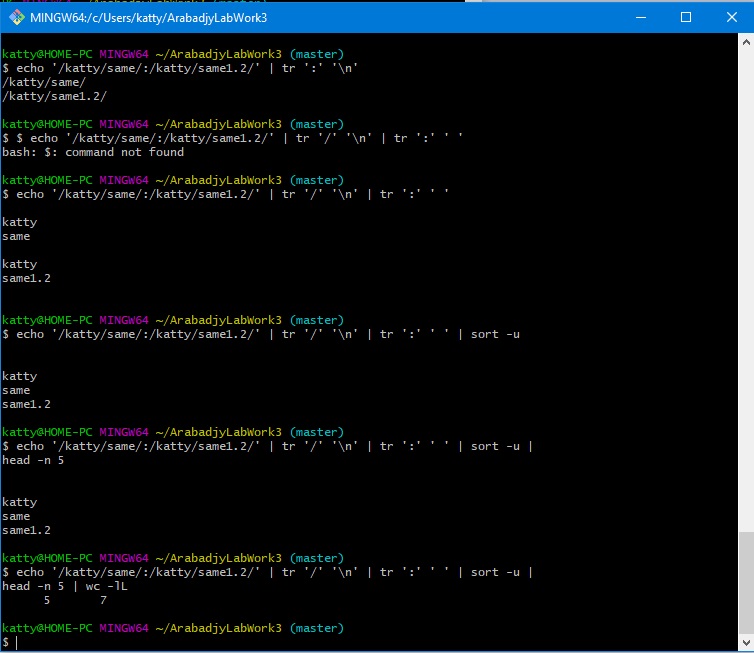 MINGW64:/c/Users/katty/ArabadjyLabWork3
katty@HOME-PC MINGW64 ~/ArabadjyLabWork3 (master)
$ echo '/katty/same/:/katty/same1.2/' | tr ':' '\n'
/katty/same/
/katty/same1.2/
katty@HOME-PC MINGW64 ~/ArabadjyLabWork3 (master)
$ $ echo '/katty/same/:/katty/same1.2/' | tr '/' '\n' | tr ':' ' '
bash: $: command not found
katty@HOME-PC MINGW64 ~/ArabadjyLabWork3 (master)
$ echo '/katty/same/:/katty/same1.2/' | tr '/' '\n' | tr ':' ' '
katty
same
katty
same1.2
katty@HOME-PC MINGW64 ~/ArabadjyLabWork3 (master)
$ echo '/katty/same/:/katty/same1.2/' | tr '/' '\n' | tr ':' ' ' | sort -u
katty
same
same1.2
katty@HOME-PC MINGW64 ~/ArabadjyLabWork3 (master)
$ echo '/katty/same/:/katty/same1.2/' | tr '/' '\n' | tr ':' ' ' | sort -u |
head -n 5
katty
same
same1.2
katty@HOME-PC MINGW64 ~/ArabadjyLabWork3 (master)
$ echo '/katty/same/:/katty/same1.2/' | tr '/' '\n' | tr ':' ' ' | sort -u |
head -n 5 | wc -lL
5 7
katty@HOME-PC MINGW64 ~/ArabadjyLabWork3 (master)
$